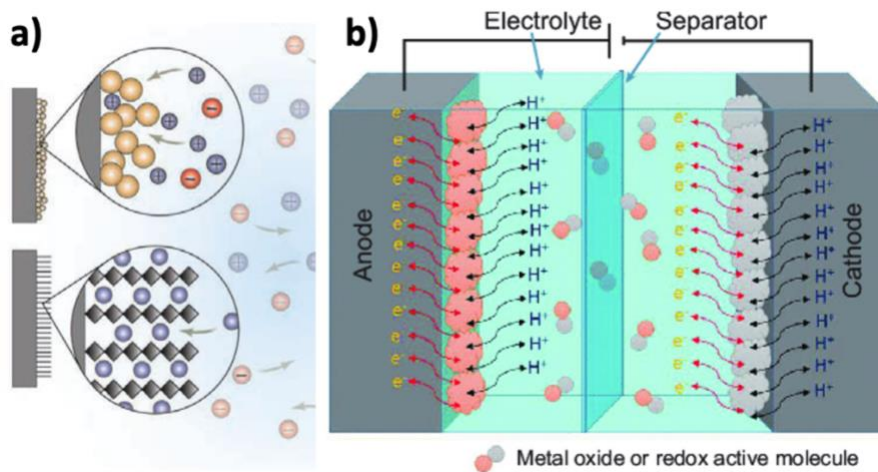 a)
b)
Electrolyte
Separator
Anode
e-
e-
e-
e-
e-
e-
e-
e-
e-
e-
e-
e-
H+
H+
H+
H+
H+
H+
H+
H+
H+
H+
H+
H+
H+
e-
e-
e-
e-
e-
e-
e-
e-
e-
e-
e-
e-
e-
H+
H+
H+
H+
H+
H+
H+
H+
H+
H+
H+
H+
H+
Cathode
Metal oxide or redox active molecule